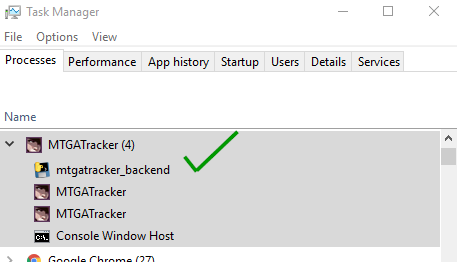 Task Manager
File Options View
Processes Performance App history Startup Users Details Services
Name
MTGATracker (4)
mtgatracker_backend
MTGATracker
MTGATracker
Console Window Host
Google Chrome (27)